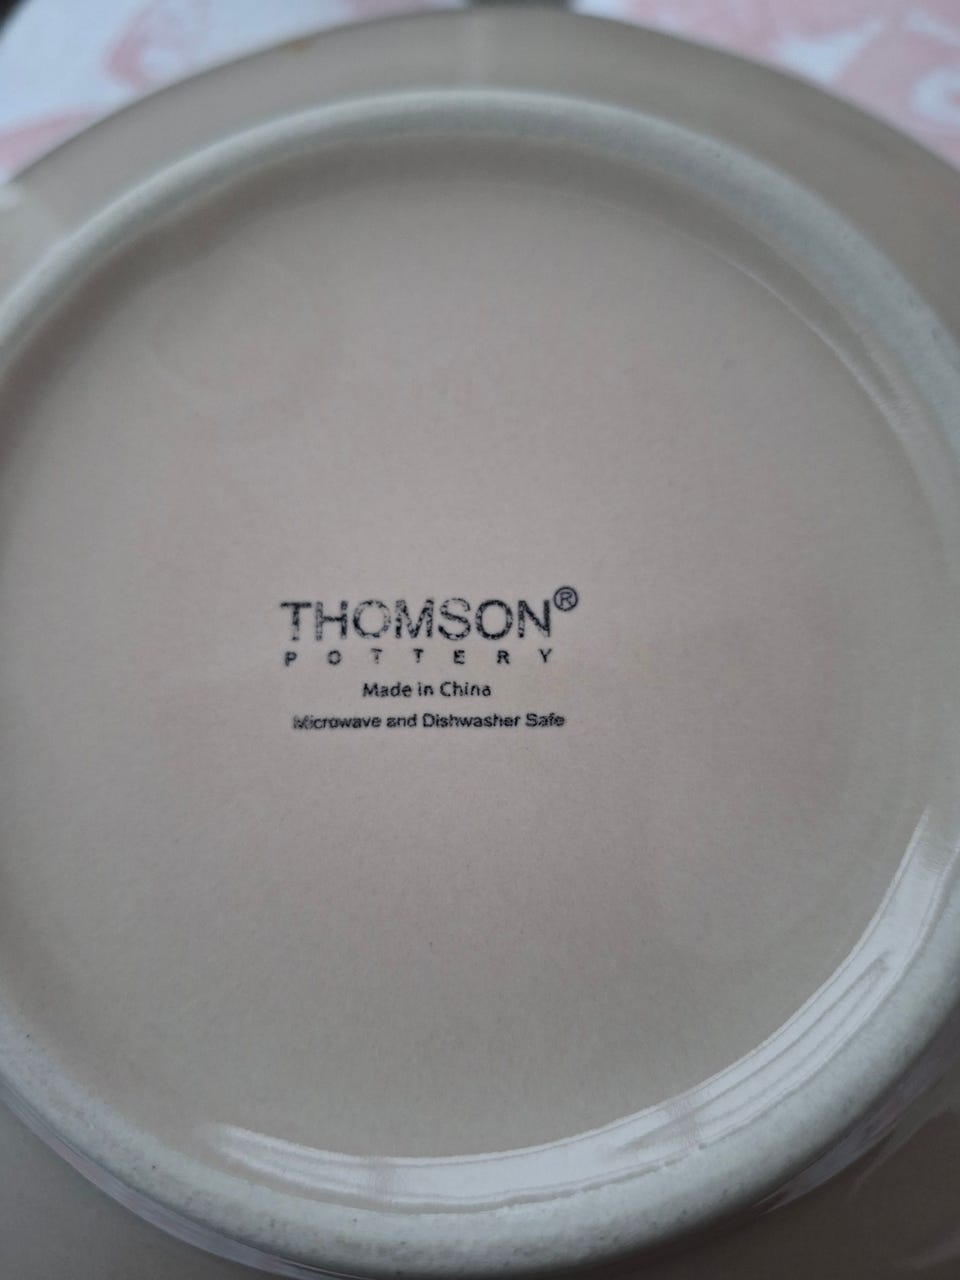 THOMSON®
POTTERY
Made in China
Microwave and Dishwasher Safe